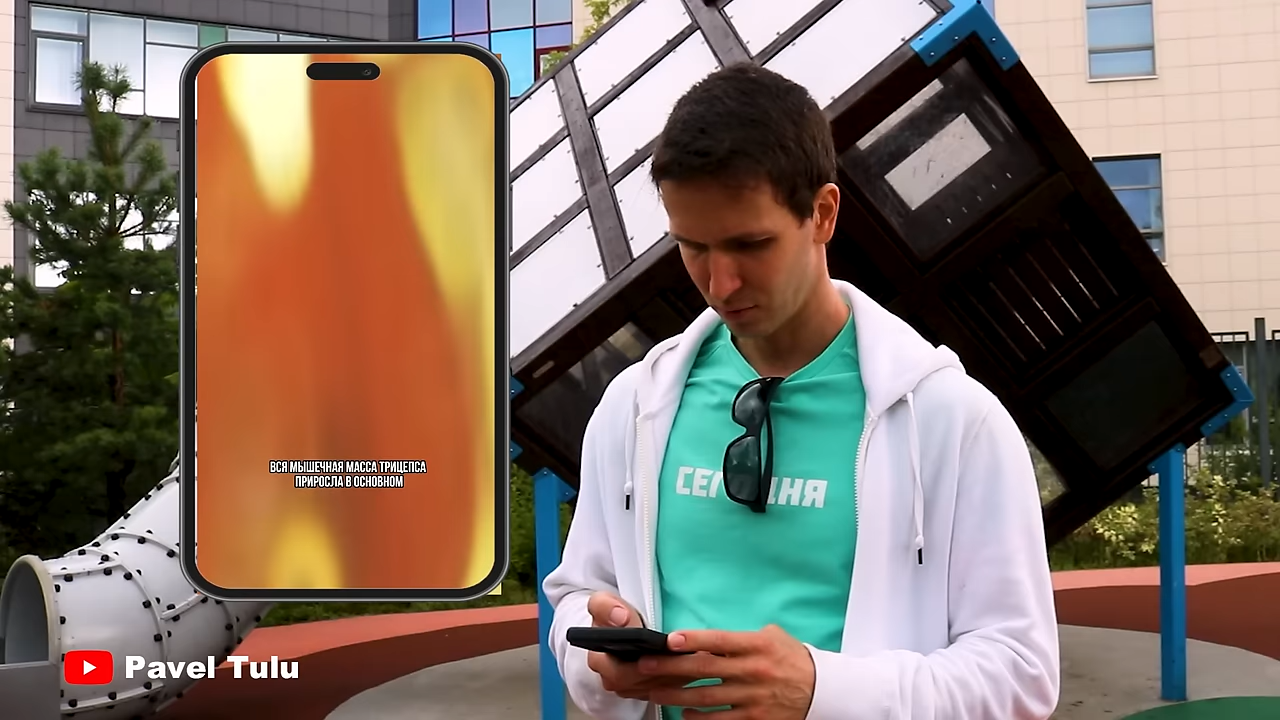 ВСЯ МЫШЕЧНАЯ МАССА ТРИЦЕПСА
ПРИРОСЛА В ОСНОВНОМ
Pavel Tulu